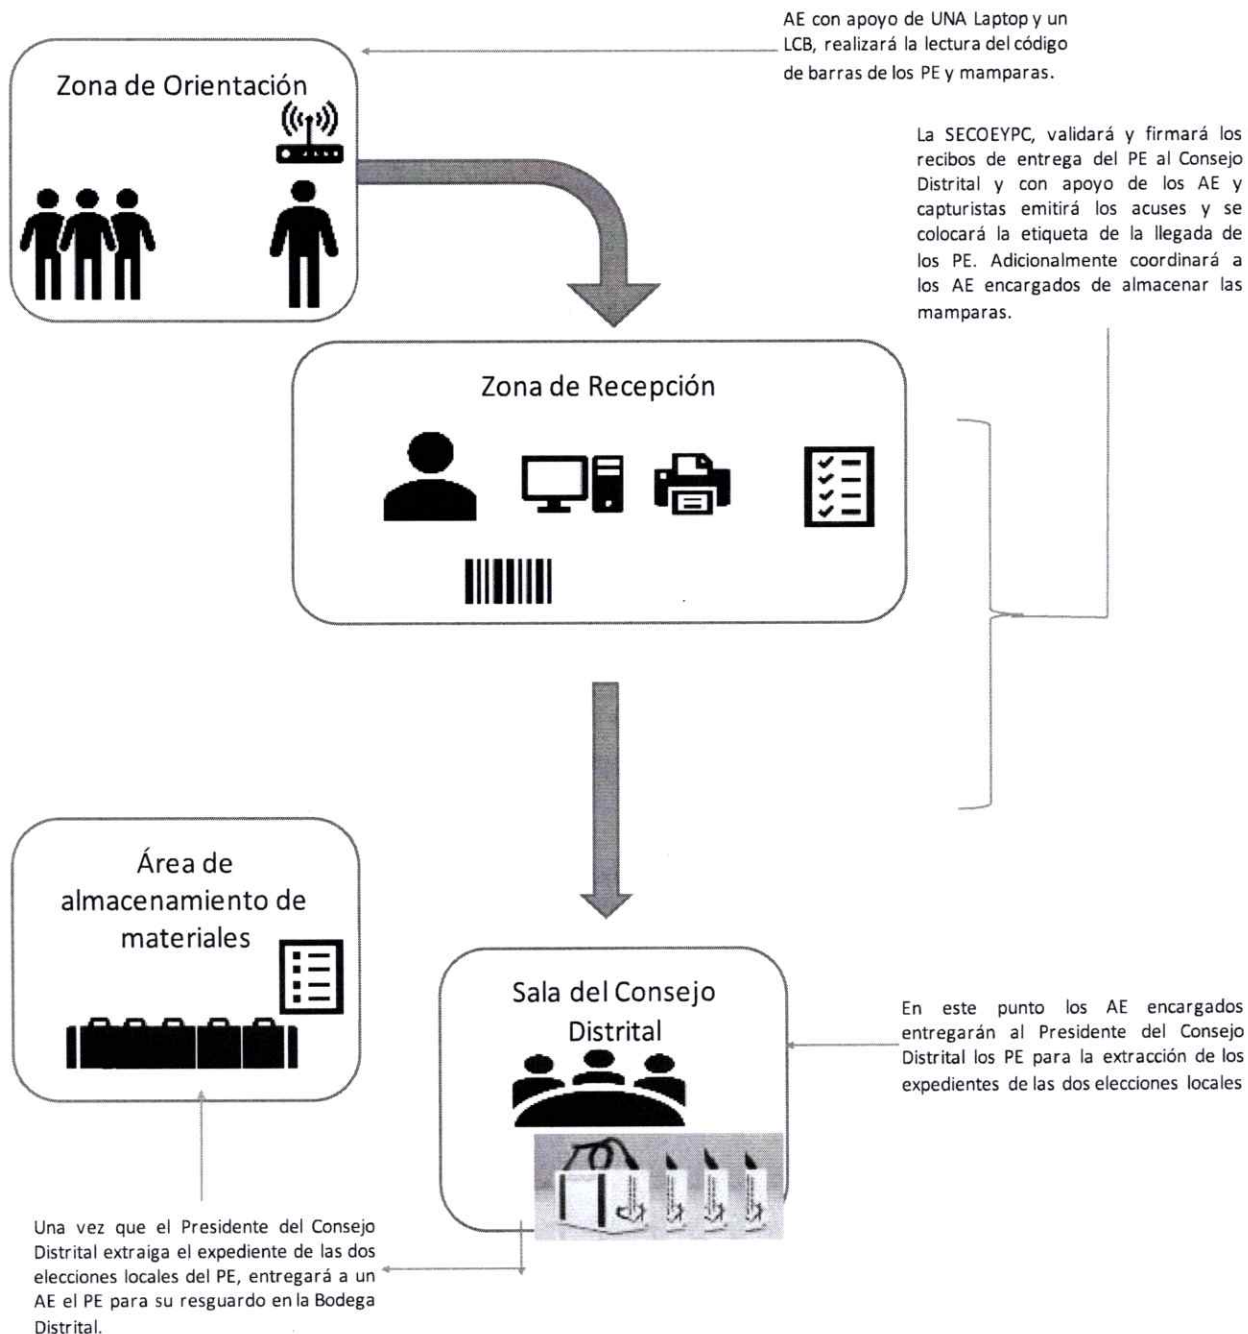 AE con apoyo de UNA Laptop y un
LCB, realizará la lectura del código
de barras de los PE y mamparas.
Zona de Orientación
La SECOEYPC, validará y firmará los
recibos de entrega del PE al Consejo
Distrital y con apoyo de los AE y
capturistas emitirá los acuses y se
colocará la etiqueta de la llegada de
los PE. Adicionalmente coordinará a
los AE encargados de almacenar las
mamparas.
Zona de Recepción
Área de
almacenamiento de
materiales
Sala del Consejo
Distrital
En este punto los AE encargados
entregarán al Presidente del Consejo
Distrital los PE para la extracción de los
expedientes de las dos elecciones locales
Una vez que el Presidente del Consejo
Distrital extraiga el expediente de las dos
elecciones locales del PE, entregará a un
AE el PE para su resguardo en la Bodega
Distrital.